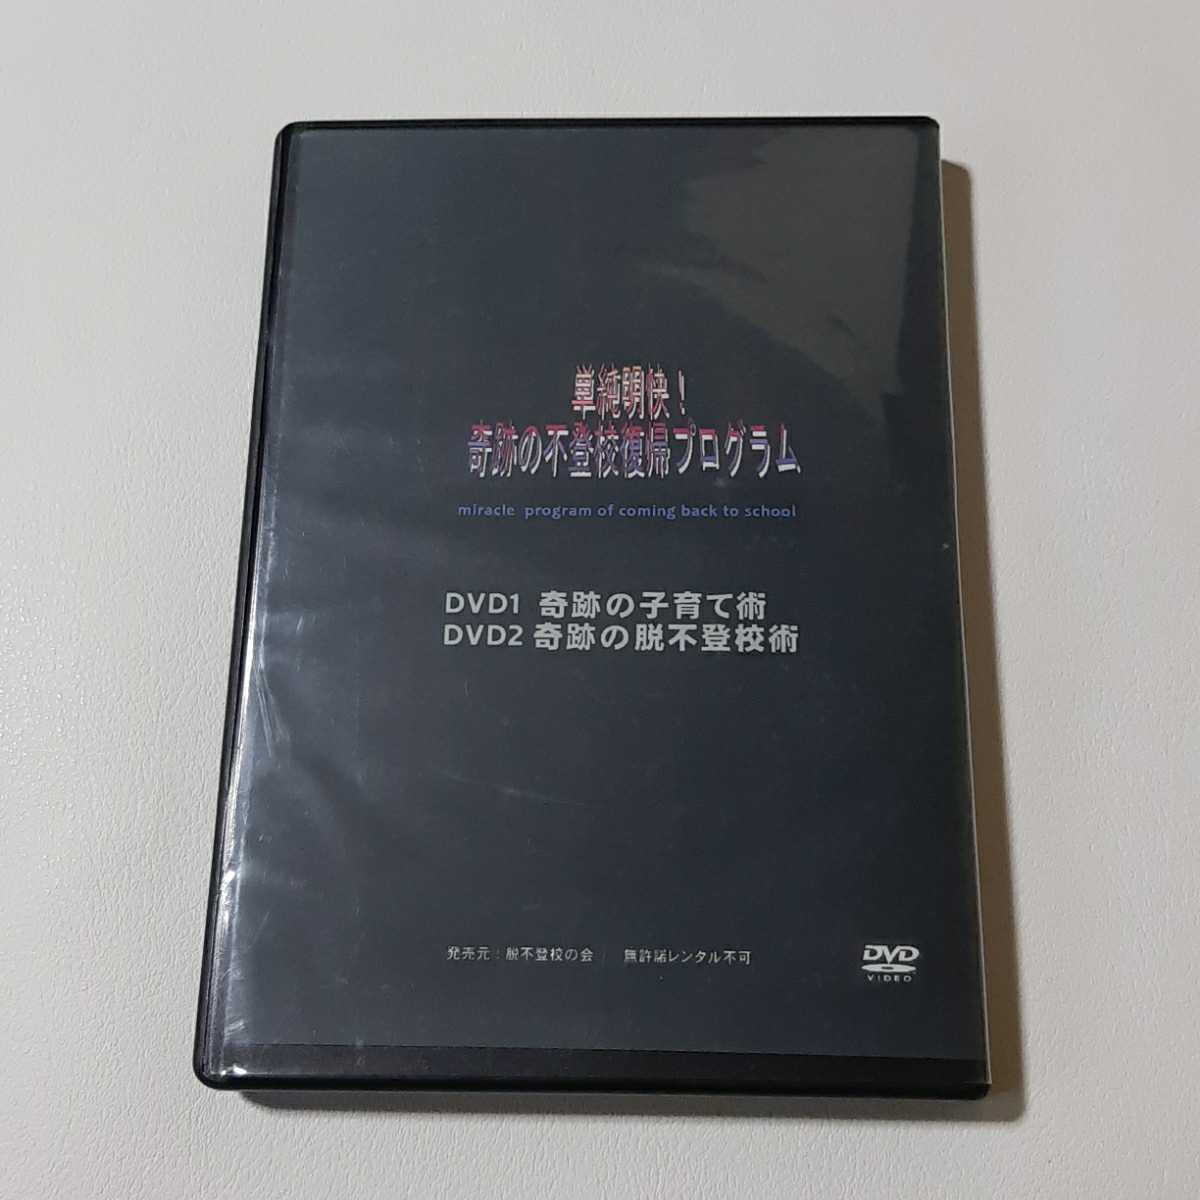 単純明快！
奇跡の不登校復帰プログラム
miracle program of coming back to school
DVD1 奇跡の子育て術
DVD2 奇跡の脱不登校術
発売元：脱不登校の会 無許諾レンタル不可
DVD
VIDEO